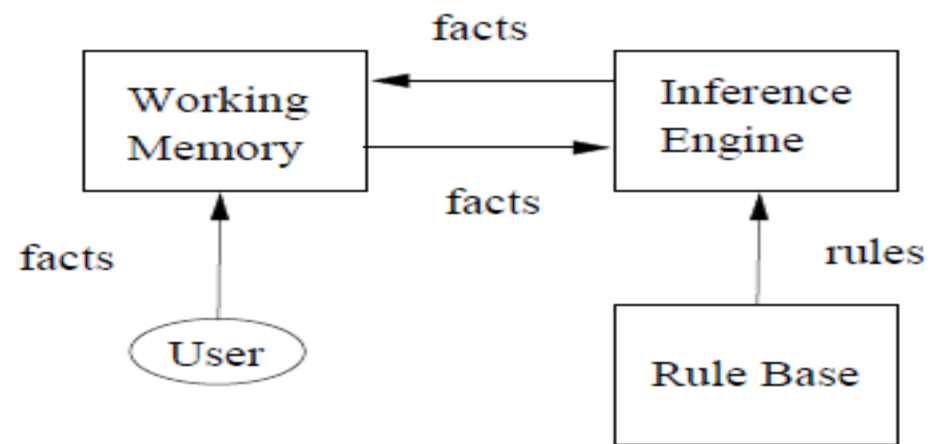 facts
Working
Memory
Inference
Engine
facts
facts
rules
User
Rule Base